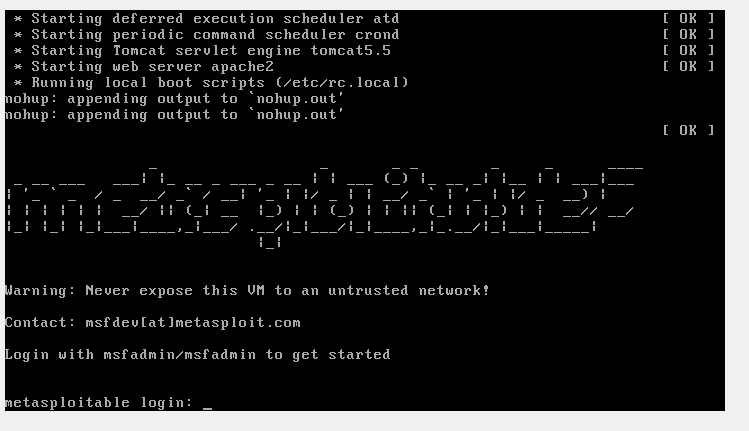 * Starting deferred execution scheduler atd [ OK ]
* Starting periodic command scheduler crond [ OK ]
* Starting Tomcat servlet engine tomcat5.5 [ OK ]
* Starting web server apache2 [ OK ]
* Running local boot scripts (/etc/rc.local)
nohup: appending output to `nohup.out'
nohup: appending output to `nohup.out'
[ OK ]
metasploitable2
Warning: Never expose this VM to an untrusted network!
Contact: msfdev[at]metasploit.com
Login with msfadmin/msfadmin to get started
metasploitable login: _